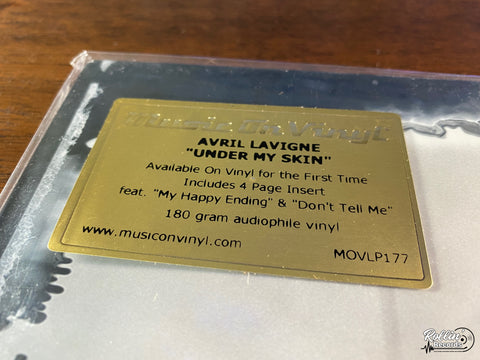 Music On Vinyl
AVRIL LAVIGNE
"UNDER MY SKIN"
Available On Vinyl for the First Time
Includes 4 Page Insert
feat. "My Happy Ending" & "Don't Tell Me"
180 gram audiophile vinyl
www.musiconvinyl.com
MOVLP177
Rollin'
Records